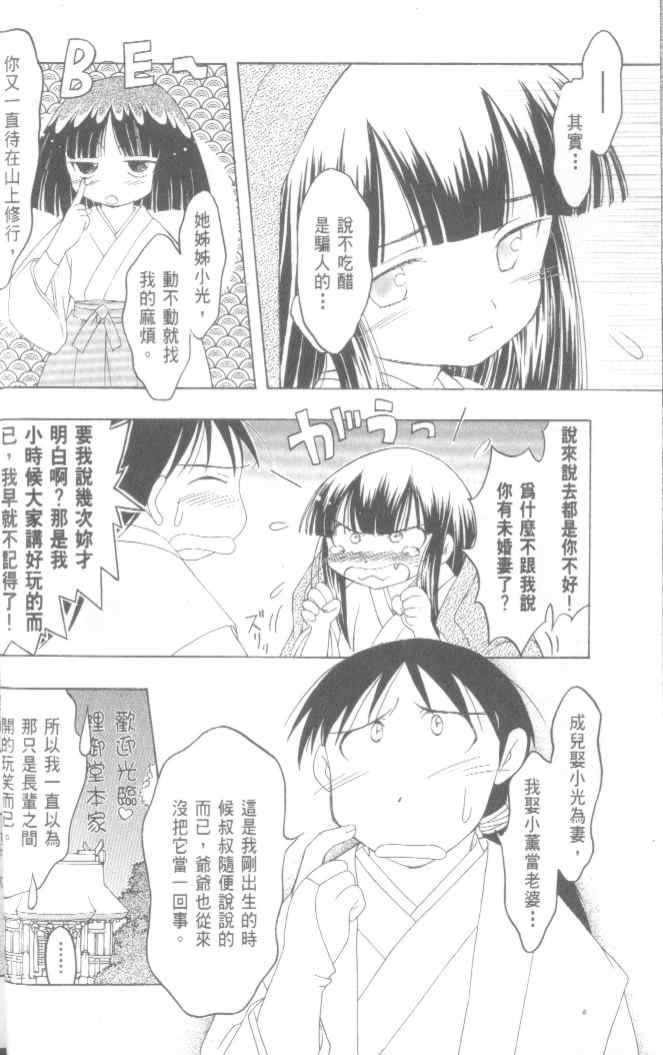 ——
其實…
說不吃醋
是騙人的…
BE～
她姊姊小光，
動不動就找
我的麻煩。
你又一直待在山上修行，
說來說去都是你不好！
爲什麼不跟我說
你有未婚妻了？
がうっ
ズリッ
要我說幾次妳才
明白啊？那是我
小時候大家講好玩的而
已，我早就不記得了！
成兒娶小光為妻，
我娶小薰當老婆…
這是我剛出生的時
候叔叔隨便說說的
而已，爺爺也從來
沒把它當一回事。
歡迎光臨♡
御堂本家
所以我一直以為
那只是長輩之間
開的玩笑而已。
……